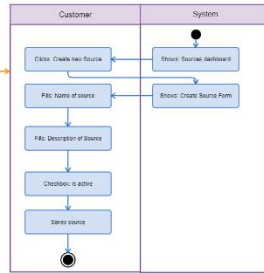 Customer
System
Clicks: Create new Source
Shows: Sources dashboard
Fills: Name of source
Shows: Create Source Form
Fills: Description of Source
Checkbox: is active
Saves source